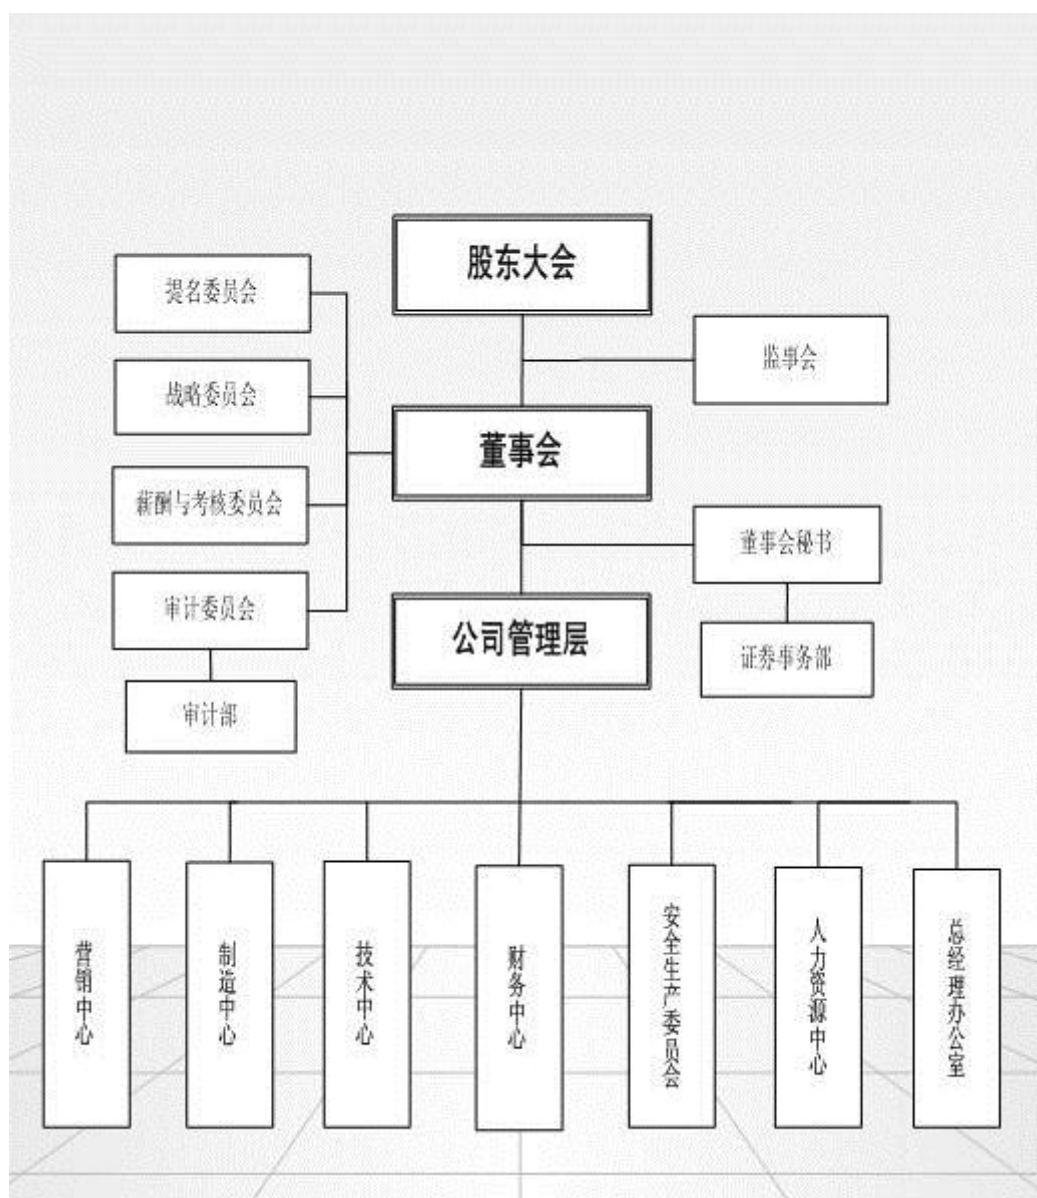 股东大会
提名委员会
监事会
战略委员会
董事会
薪酬与考核委员会
董事会秘书
审计委员会
公司管理层
证券事务部
审计部
营销中心
制造中心
技术中心
财务中心
安全生产委员会
人力资源中心
总经理办公室